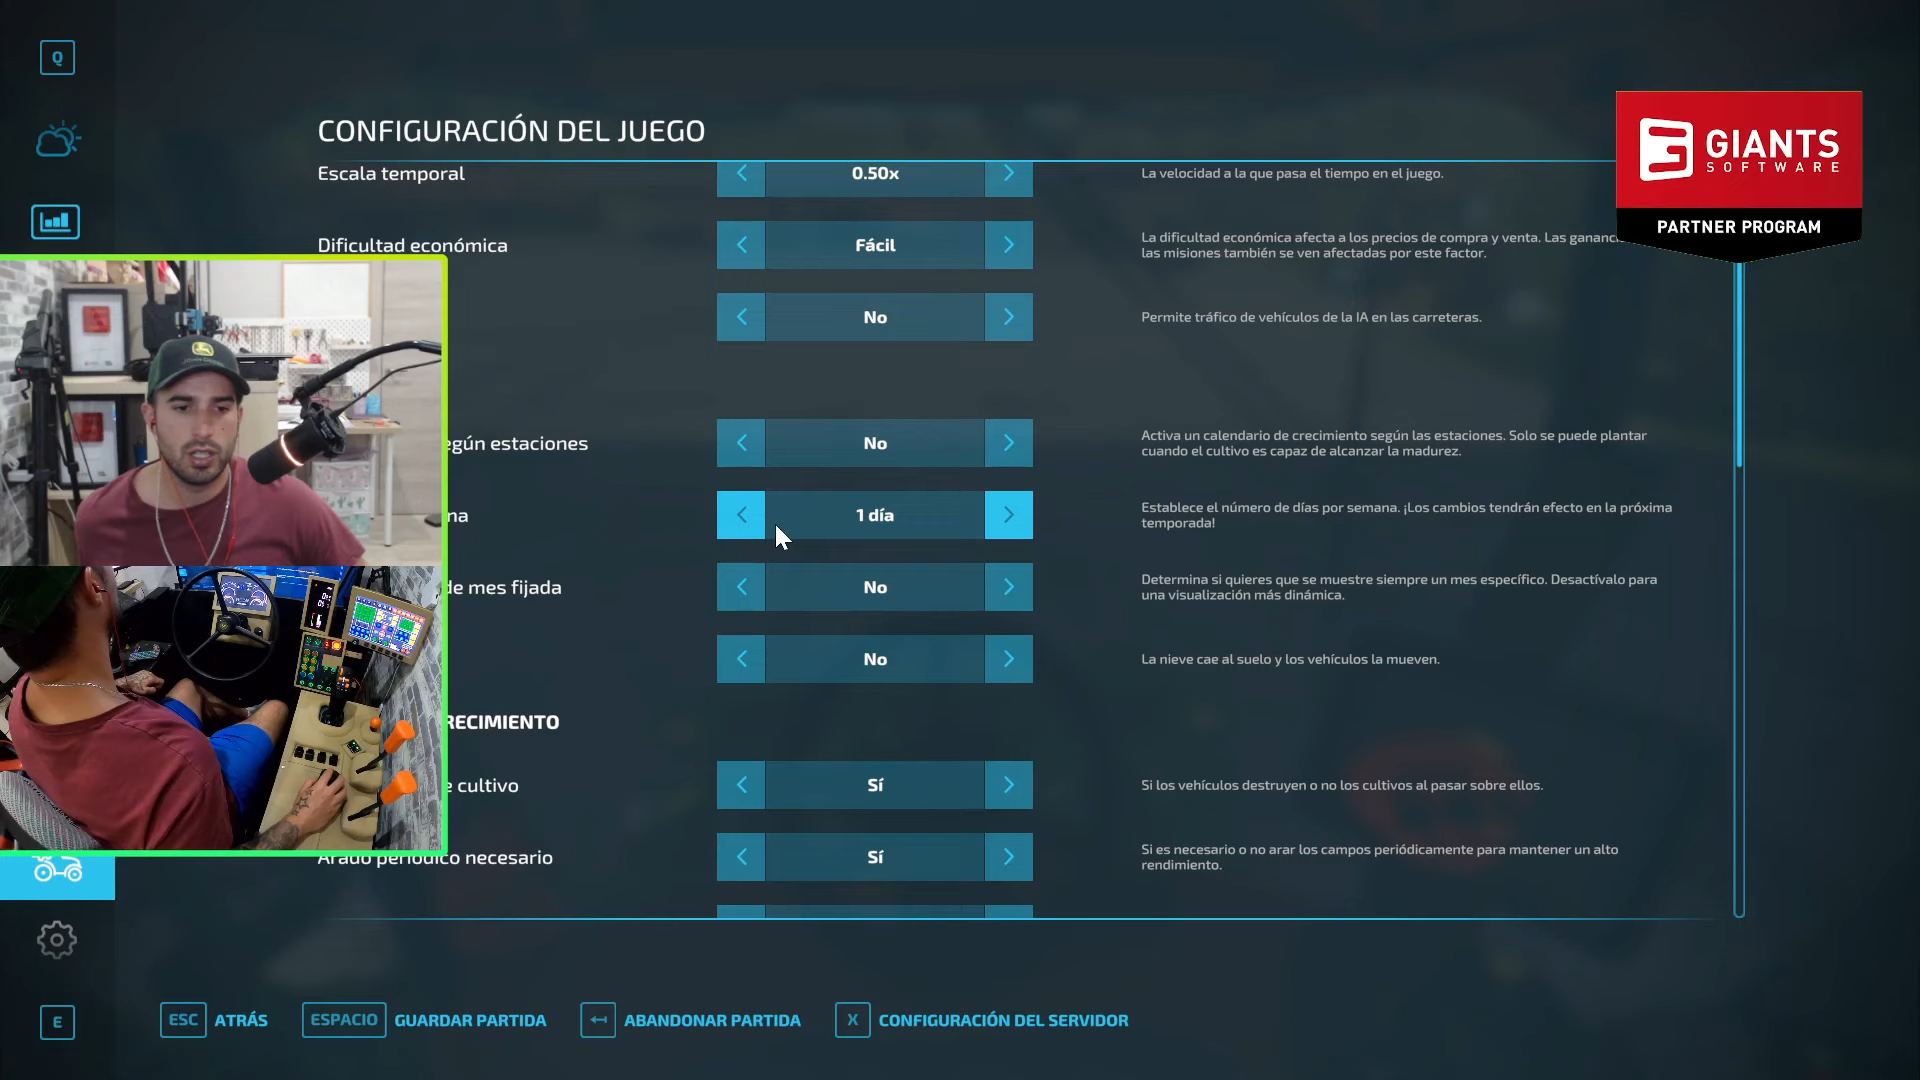 Q
CONFIGURACIÓN DEL JUEGO
Escala temporal
0.50x
La velocidad a la que pasa el tiempo en el juego.
Dificultad económica
Fácil
La dificultad económica afecta a los precios de compra y venta. Las
las misiones también se ven afectadas por este factor.
No
Permite tráfico de vehículos de la IA en las carreteras.
egún estaciones
No
Activa un calendario de crecimiento según las estaciones. Solo se puede plantar
cuando el cultivo es capaz de alcanzar la madurez.
na
1 día
Establece el número de días por semana. ¡Los cambios tendrán efecto en la próxima
temporada!
de mes fijada
No
Determina si quieres que se muestre siempre un mes específico. Desactívalo para
una visualización más dinámica.
No
La nieve cae al suelo y los vehículos la mueven.
RECIMIENTO
e cultivo
Sí
Si los vehículos destruyen o no los cultivos al pasar sobre ellos.
Arado periódico necesario
Sí
Si es necesario o no arar los campos periódicamente para mantener un alto
rendimiento.
E
ESC ATRÁS
ESPACIO GUARDAR PARTIDA
ABANDONAR PARTIDA
X CONFIGURACIÓN DEL SERVIDOR
GIANTS
SOFTWARE
PARTNER PROGRAM